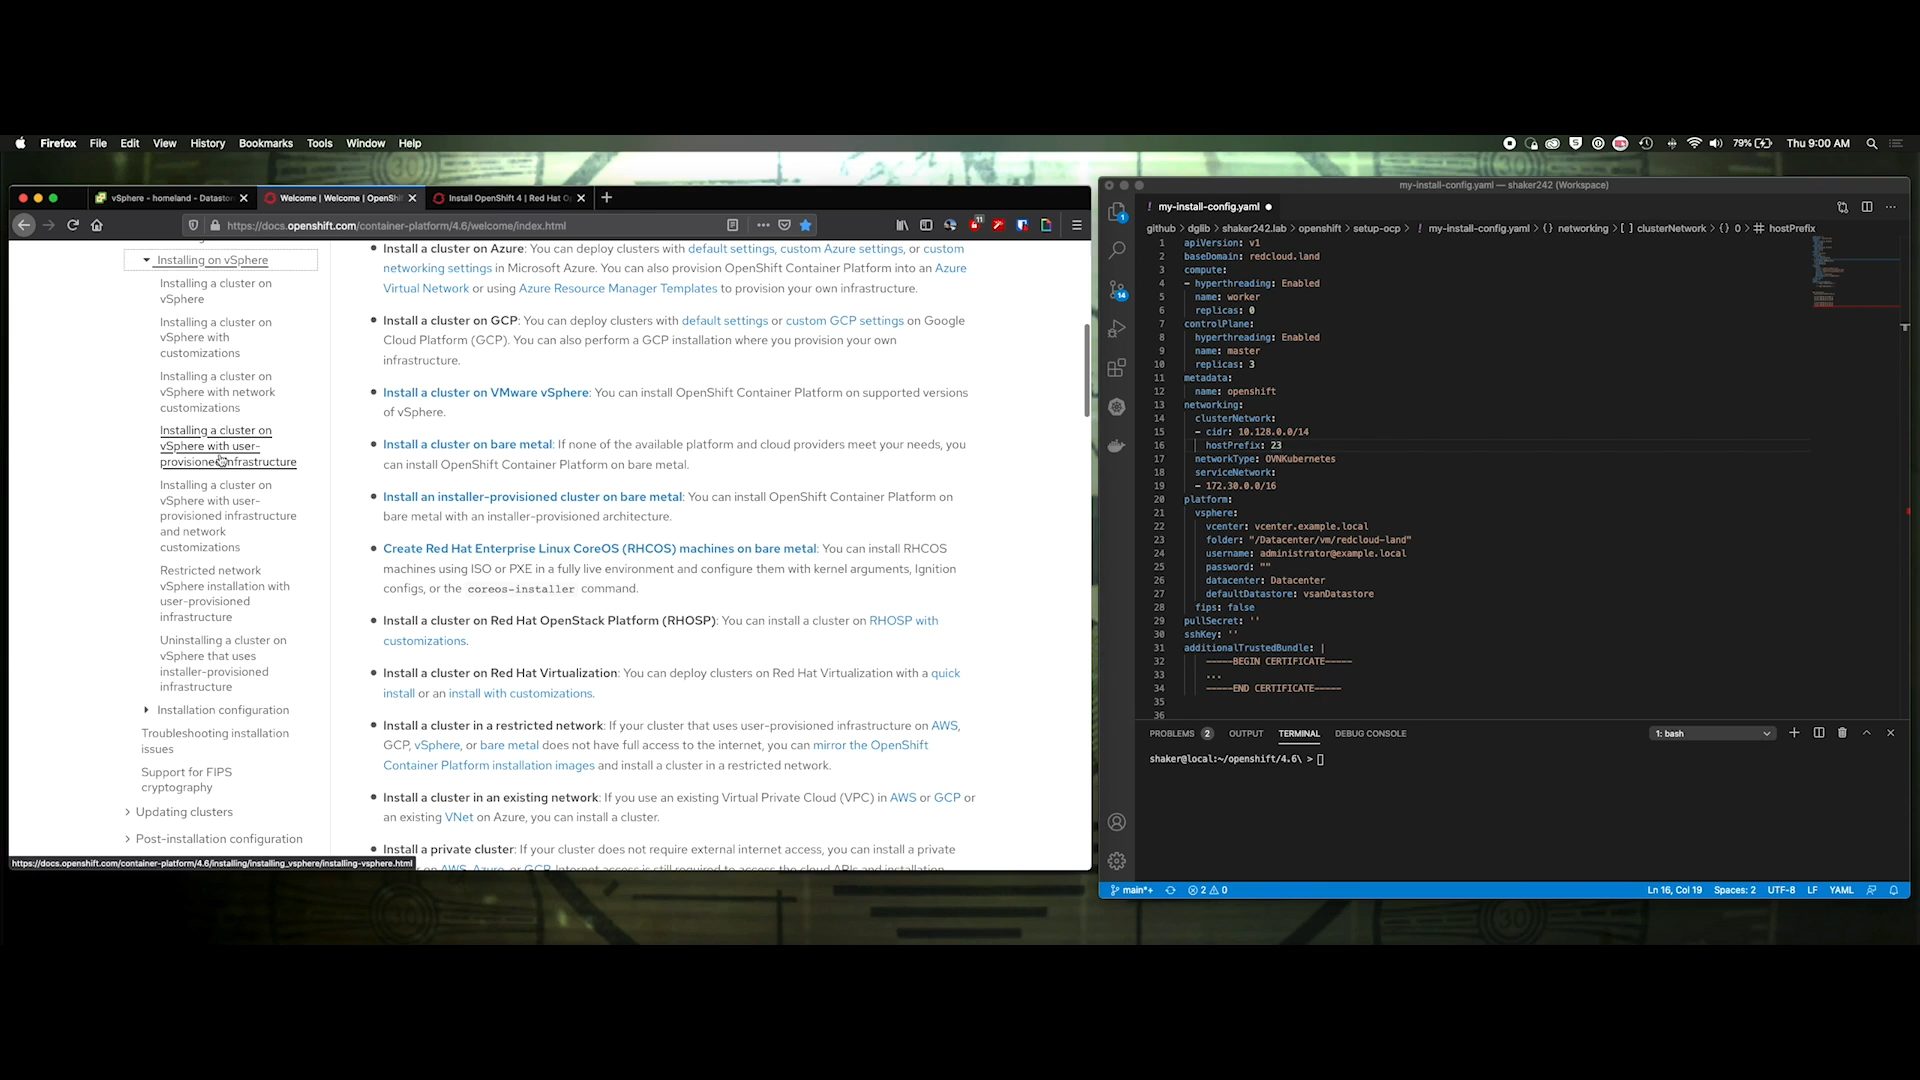 Firefox File Edit View History Bookmarks Tools Window Help
79% Thu 9:00 AM
vSphere - homeland - Datastor
Welcome | Welcome | OpenShif
Install OpenShift 4 | Red Hat O
https://docs.openshift.com/container-platform/4.6/welcome/index.html
11
Installing on vSphere
Installing a cluster on
vSphere
Installing a cluster on
vSphere with
customizations
Installing a cluster on
vSphere with network
customizations
Installing a cluster on
vSphere with user-
provisioned infrastructure
Installing a cluster on
vSphere with user-
provisioned infrastructure
and network
customizations
Restricted network
vSphere installation with
user-provisioned
infrastructure
Uninstalling a cluster on
vSphere that uses
installer-provisioned
infrastructure
Installation configuration
Troubleshooting installation
issues
Support for FIPS
cryptography
Updating clusters
Post-installation configuration
https://docs.openshift.com/container-platform/4.6/installing/installing_vsphere/installing-vsphere.html
Install a cluster on Azure: You can deploy clusters with default settings, custom Azure settings, or custom
networking settings in Microsoft Azure. You can also provision OpenShift Container Platform into an Azure
Virtual Network or using Azure Resource Manager Templates to provision your own infrastructure.
Install a cluster on GCP: You can deploy clusters with default settings or custom GCP settings on Google
Cloud Platform (GCP). You can also perform a GCP installation where you provision your own
infrastructure.
Install a cluster on VMware vSphere: You can install OpenShift Container Platform on supported versions
of vSphere.
Install a cluster on bare metal: If none of the available platform and cloud providers meet your needs, you
can install OpenShift Container Platform on bare metal.
Install an installer-provisioned cluster on bare metal: You can install OpenShift Container Platform on
bare metal with an installer-provisioned architecture.
Create Red Hat Enterprise Linux CoreOS (RHCOS) machines on bare metal: You can install RHCOS
machines using ISO or PXE in a fully live environment and configure them with kernel arguments, Ignition
configs, or the coreos-installer command.
Install a cluster on Red Hat OpenStack Platform (RHOSP): You can install a cluster on RHOSP with
customizations.
Install a cluster on Red Hat Virtualization: You can deploy clusters on Red Hat Virtualization with a quick
install or an install with customizations.
Install a cluster in a restricted network: If your cluster that uses user-provisioned infrastructure on AWS,
GCP, vSphere, or bare metal does not have full access to the internet, you can mirror the OpenShift
Container Platform installation images and install a cluster in a restricted network.
Install a cluster in an existing network: If you use an existing Virtual Private Cloud (VPC) in AWS or GCP or
an existing VNet on Azure, you can install a cluster.
Install a private cluster: If your cluster does not require external internet access, you can install a private
on AWS, Azure, or GCP. Internet access is still required to access the cloud APIs and installation
my-install-config.yaml — shaker242 (Workspace)
! my-install-config.yaml
github > dglib > shaker242.lab > openshift > setup-ocp > ! my-install-config.yaml > {} networking > [ ] clusterNetwork > {} 0 > # hostPrefix
1
14
1 apiVersion: v1
2 baseDomain: redcloud.land
3 compute:
4 - hyperthreading: Enabled
5 name: worker
6 replicas: 0
7 controlPlane:
8 hyperthreading: Enabled
9 name: master
10 replicas: 3
11 metadata:
12 name: openshift
13 networking:
14 clusterNetwork:
15 - cidr: 10.128.0.0/14
16 hostPrefix: 23
17 networkType: OVNKubernetes
18 serviceNetwork:
19 - 172.30.0.0/16
20 platform:
21 vsphere:
22 vcenter: vcenter.example.local
23 folder: "/Datacenter/vm/redcloud-land"
24 username: administrator@example.local
25 password: ""
26 datacenter: Datacenter
27 defaultDatastore: vsanDatastore
28 fips: false
29 pullSecret: ''
30 sshKey: ''
31 additionalTrustedBundle: |
32 -----BEGIN CERTIFICATE-----
33 ...
34 -----END CERTIFICATE-----
35
36
PROBLEMS 2 OUTPUT TERMINAL DEBUG CONSOLE 1: bash
shaker@local:~/openshift/4.6\ >
main*+ 2 0 Ln 16, Col 19 Spaces: 2 UTF-8 LF YAML